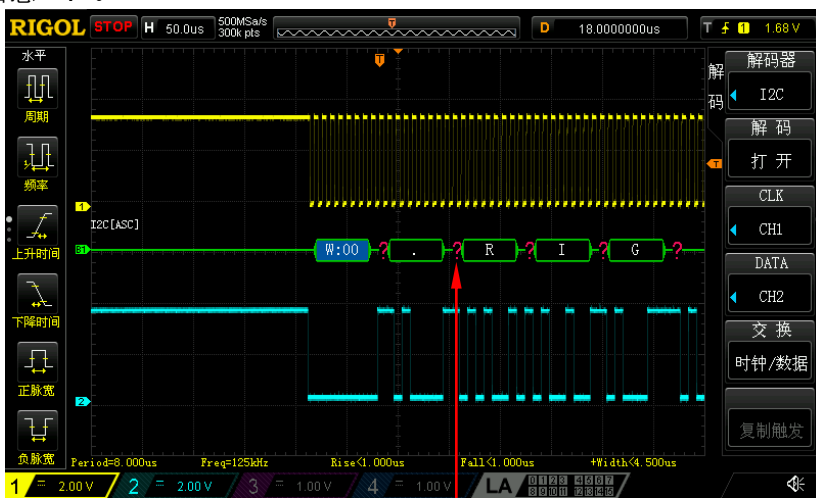 RIGOL STOP H 50.0us 500MSa/s 300k pts D 18.0000000us T 1 1.68 V
水平
周期
频率
上升时间
下降时间
正脉宽
负脉宽
T
T
1
I2C[ASC]
B1 W:00 ? . ? R ? I ? G ?
2
Period=8.000us Freq=125kHz Rise<1.000us Fall<1.000us +Width<4.500us
解码
解码器
I2C
解 码
打 开
CLK
CH1
DATA
CH2
交 换
时钟/数据
复制触发
1 = 2.00 V 2 = 2.00 V 3 = 1.00 V 4 = 1.00 V LA